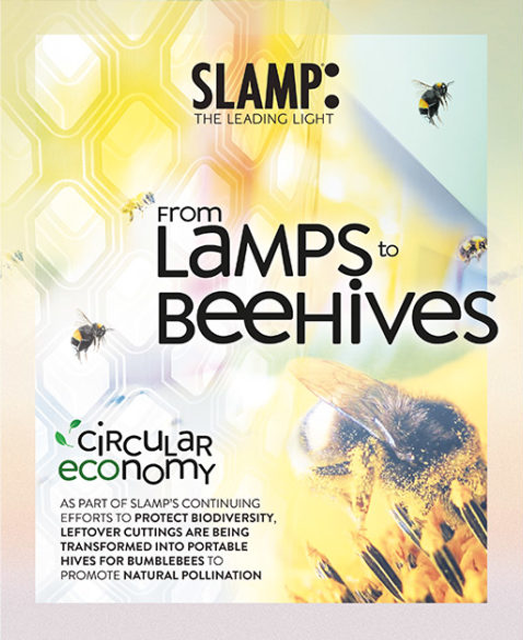 SLAMP:
THE LEADING LIGHT
FROM
LaMPS to
BeeHives
ciRcuLaR
economy
AS PART OF SLAMP'S CONTINUING
EFFORTS TO PROTECT BIODIVERSITY,
LEFTOVER CUTTINGS ARE BEING
TRANSFORMED INTO PORTABLE
HIVES FOR BUMBLEBEES TO
PROMOTE NATURAL POLLINATION